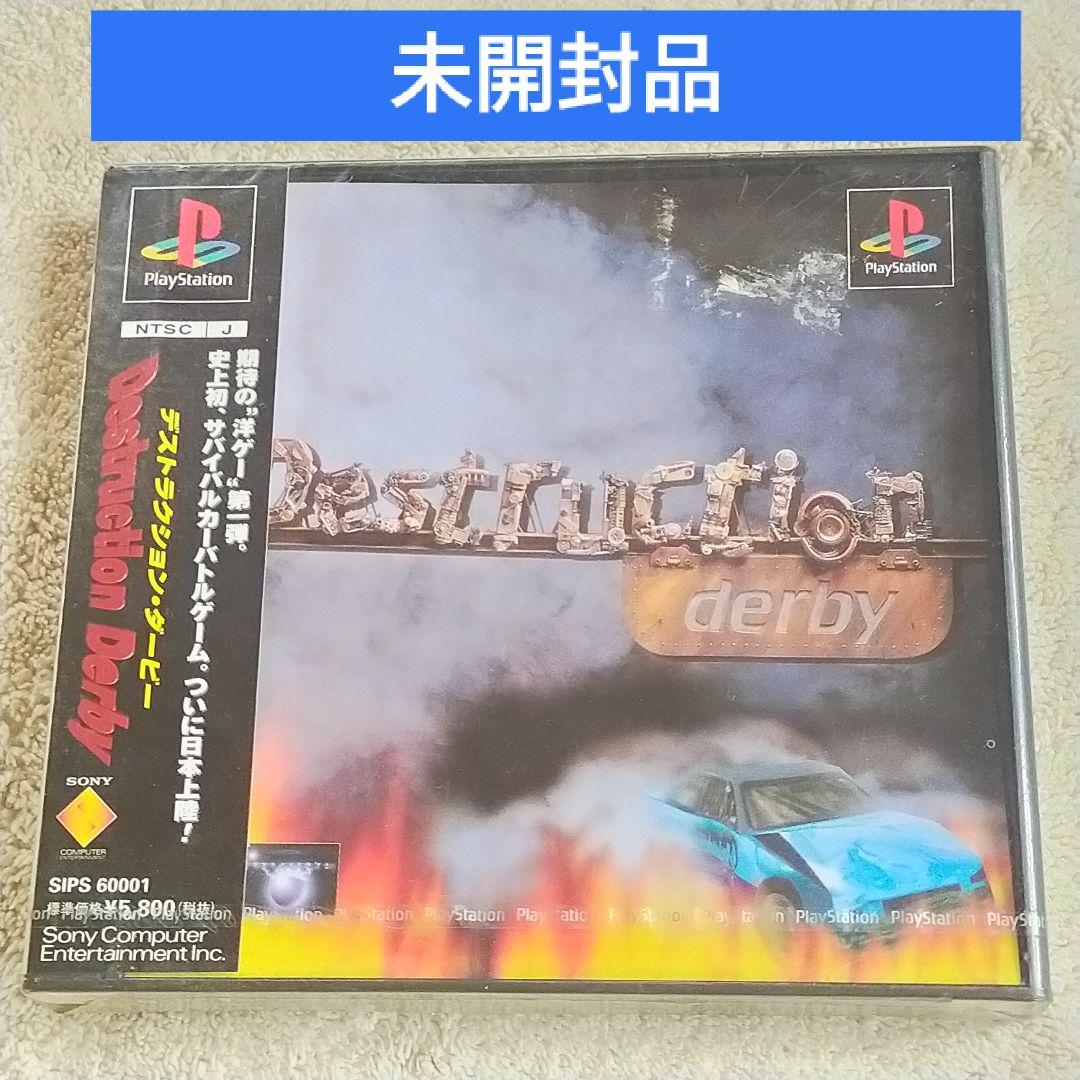 未開封品
PlayStation
NTSC J
期待の"洋ゲー"第一弾。
史上初、サバイバルカーバトルゲーム。ついに日本上陸!
デストラクション・ダービー
Destruction Derby
SONY
COMPUTER
ENTERTAINMENT
SIPS 60001
標準価格¥5,800(税抜)
Sony Computer
Entertainment Inc.
PlayStation
Destruction
derby
PlayStation PlayStation PlayStation PlayStation PlayStation PlayStation PlayStation PlayStation